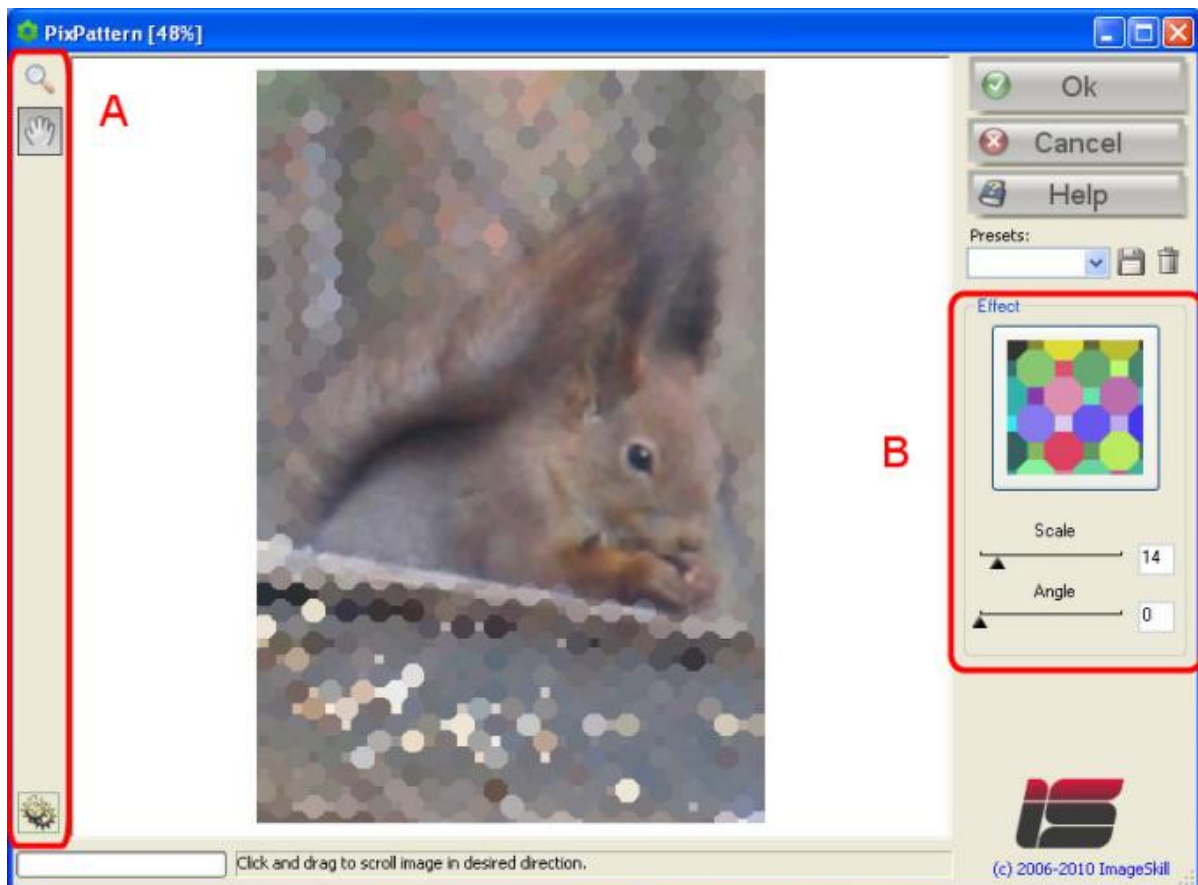 PixPattern [48%]
A
Ok
Cancel
Help
Presets:
Effect
B
Scale
14
Angle
0
Click and drag to scroll image in desired direction.
IS
(c) 2006-2010 ImageSkill